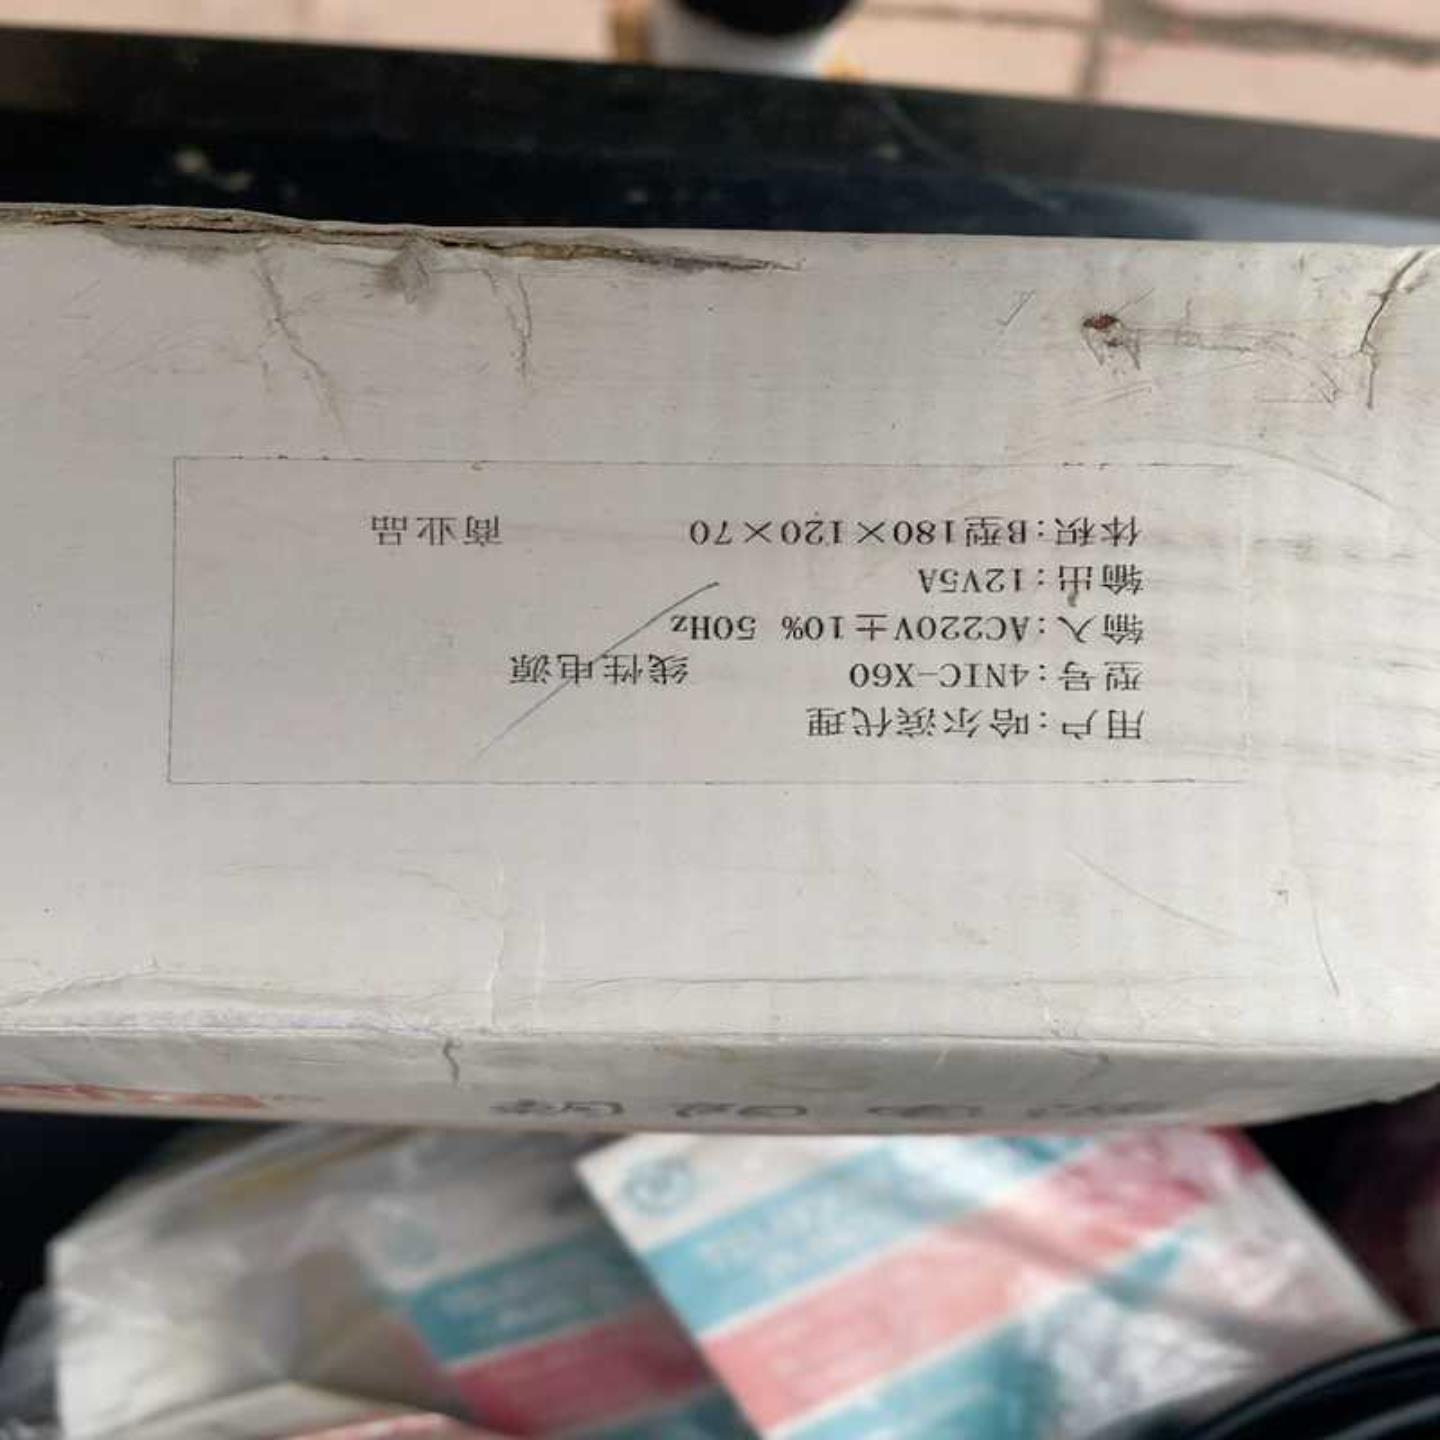 用户:哈尔滨代理
型号:4NIC-X60 线性电源
输入:AC220V±10% 50Hz
输出:12V5A
体积:B型180×120×70 商业品